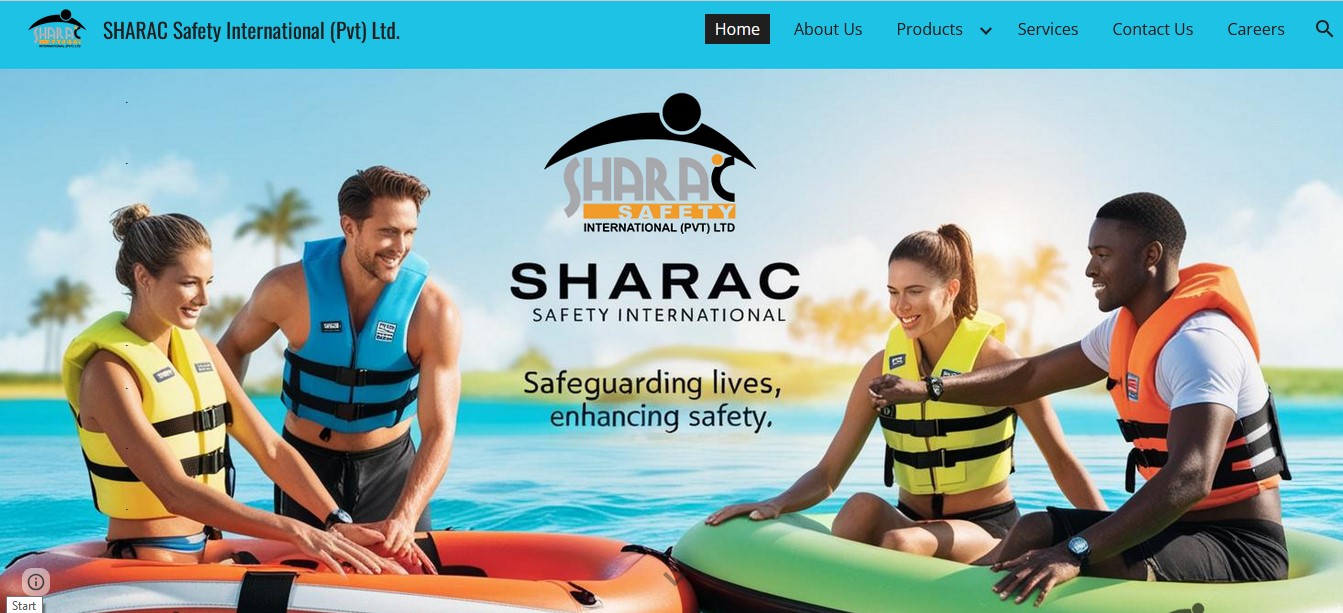 SHARAC
SHARAC Safety International (Pvt) Ltd.
Home
About Us
Products
Services
Contact Us
Careers
SHARAC
SAFETY
INTERNATIONAL (PVT) LTD
SHARAC
SAFETY INTERNATIONAL
Safeguarding lives,
enhancing safety.
Start